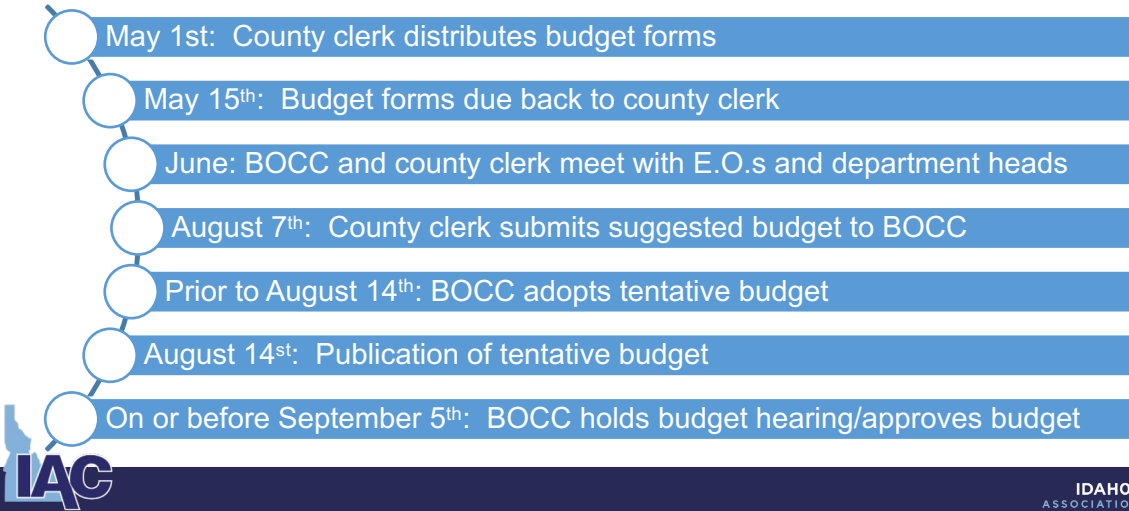 May 1st: County clerk distributes budget forms
May 15th: Budget forms due back to county clerk
June: BOCC and county clerk meet with E.O.s and department heads
August 7th: County clerk submits suggested budget to BOCC
Prior to August 14th: BOCC adopts tentative budget
August 14st: Publication of tentative budget
On or before September 5th: BOCC holds budget hearing/approves budget
IAC
IDAHO
ASSOCIATIO